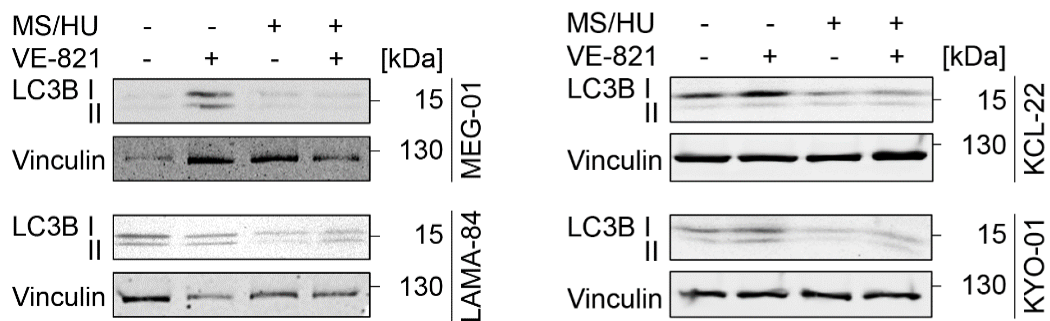 MS/HU - - + +
VE-821 - + - + [kDa]
LC3B I
II
15
Vinculin
130
MEG-01
LC3B I
II
15
Vinculin
130
LAMA-84
MS/HU - - + +
VE-821 - + - + [kDa]
LC3B I
II
15
Vinculin
130
KCL-22
LC3B I
II
15
Vinculin
130
KYO-01